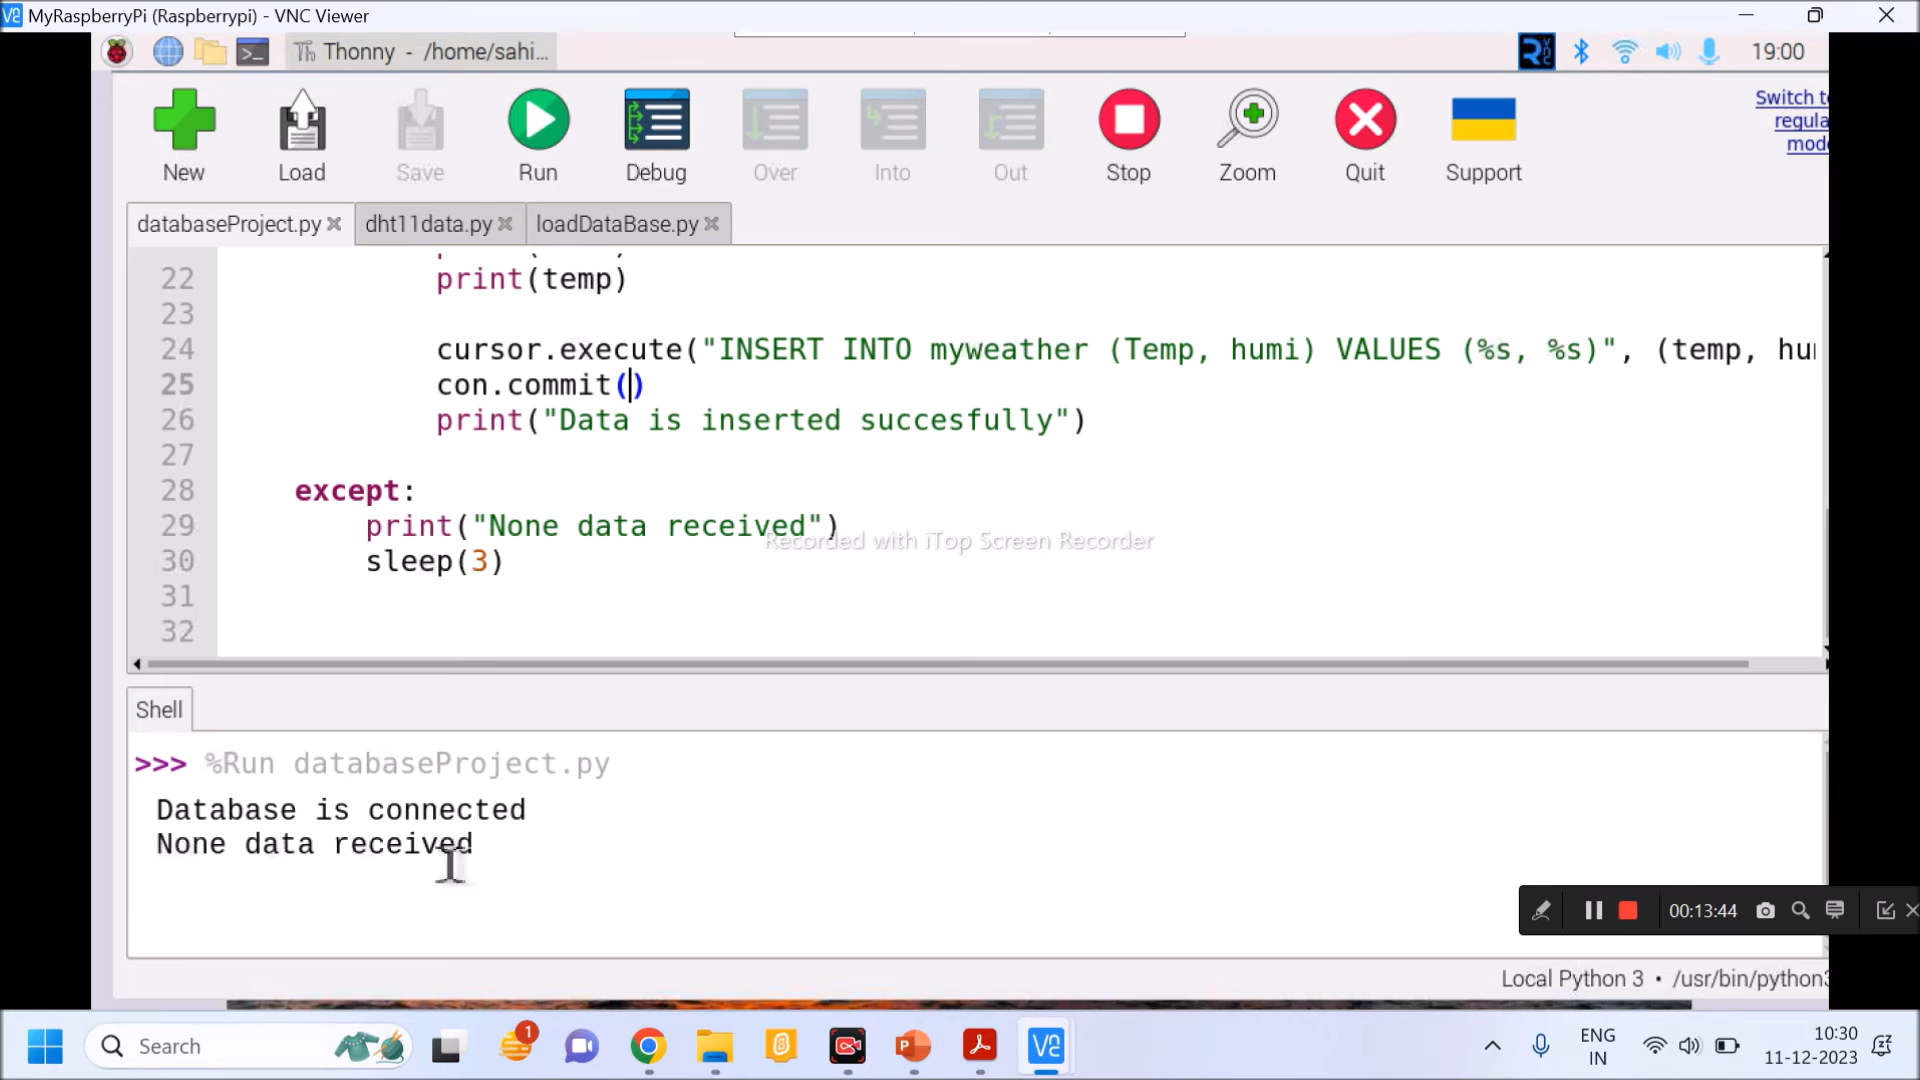 MyRaspberryPi (Raspberrypi) - VNC Viewer
Thonny - /home/sahi...
19:00
New
Load
Save
Run
Debug
Over
Into
Out
Stop
Zoom
Quit
Support
Switch t
regula
mod
databaseProject.py
dht11data.py
loadDataBase.py
22 print(temp)
23
24 cursor.execute("INSERT INTO myweather (Temp, humi) VALUES (%s, %s)", (temp, hu
25 con.commit()
26 print("Data is inserted succesfully")
27
28 except:
29 print("None data received")
30 sleep(3)
31
32
Recorded with iTop Screen Recorder
Shell
>>> %Run databaseProject.py
Database is connected
None data received
00:13:44
Local Python 3 • /usr/bin/python3
Search
1
ENG
IN
10:30
11-12-2023